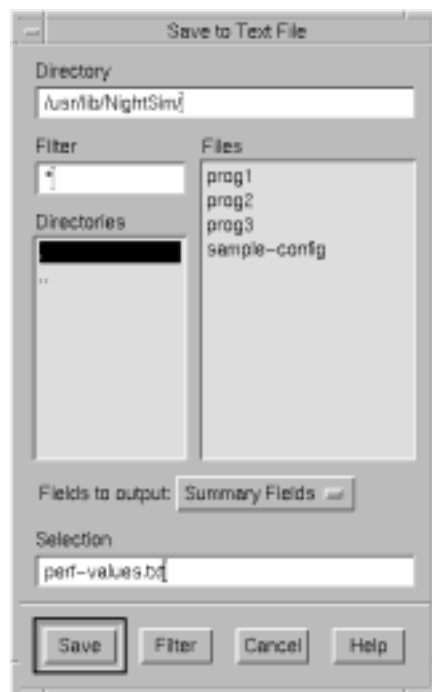 Save to Text File
Directory
/usr/lib/NightSim/
Filter
Files
*
prog1
prog2
prog3
sample-config
Directories
.
..
Fields to output: Summary Fields
Selection
perf-values.txt
Save Filter Cancel Help